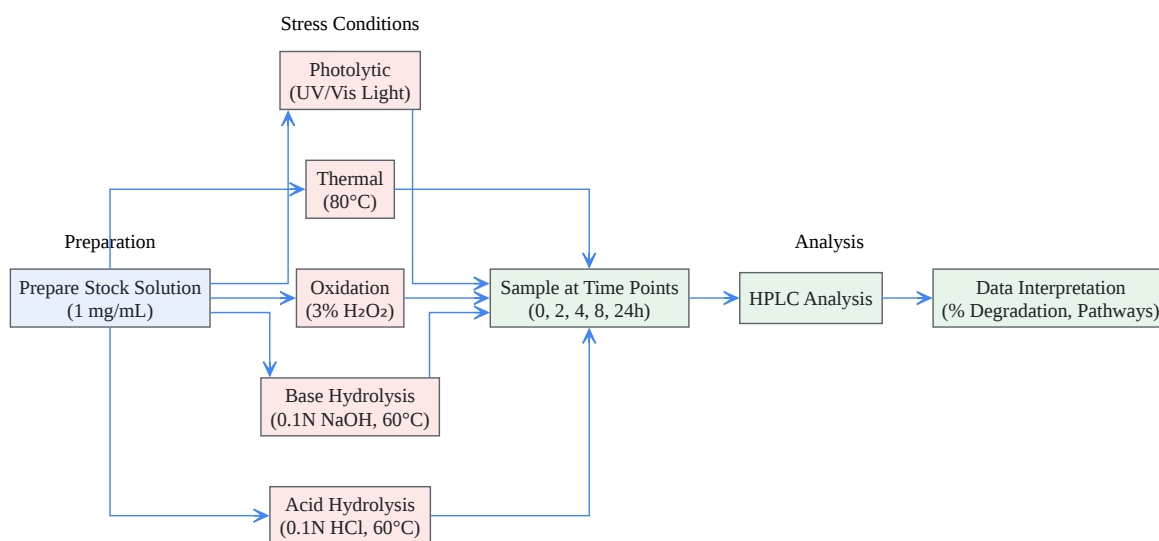 Stress Conditions
Photolytic
(UV/Vis Light)
Thermal
(80°C)
Preparation
Analysis
Prepare Stock Solution
(1 mg/mL)
Oxidation
(3% H₂O₂)
Sample at Time Points
(0, 2, 4, 8, 24h)
HPLC Analysis
Data Interpretation
(% Degradation, Pathways)
Base Hydrolysis
(0.1N NaOH, 60°C)
Acid Hydrolysis
(0.1N HCl, 60°C)